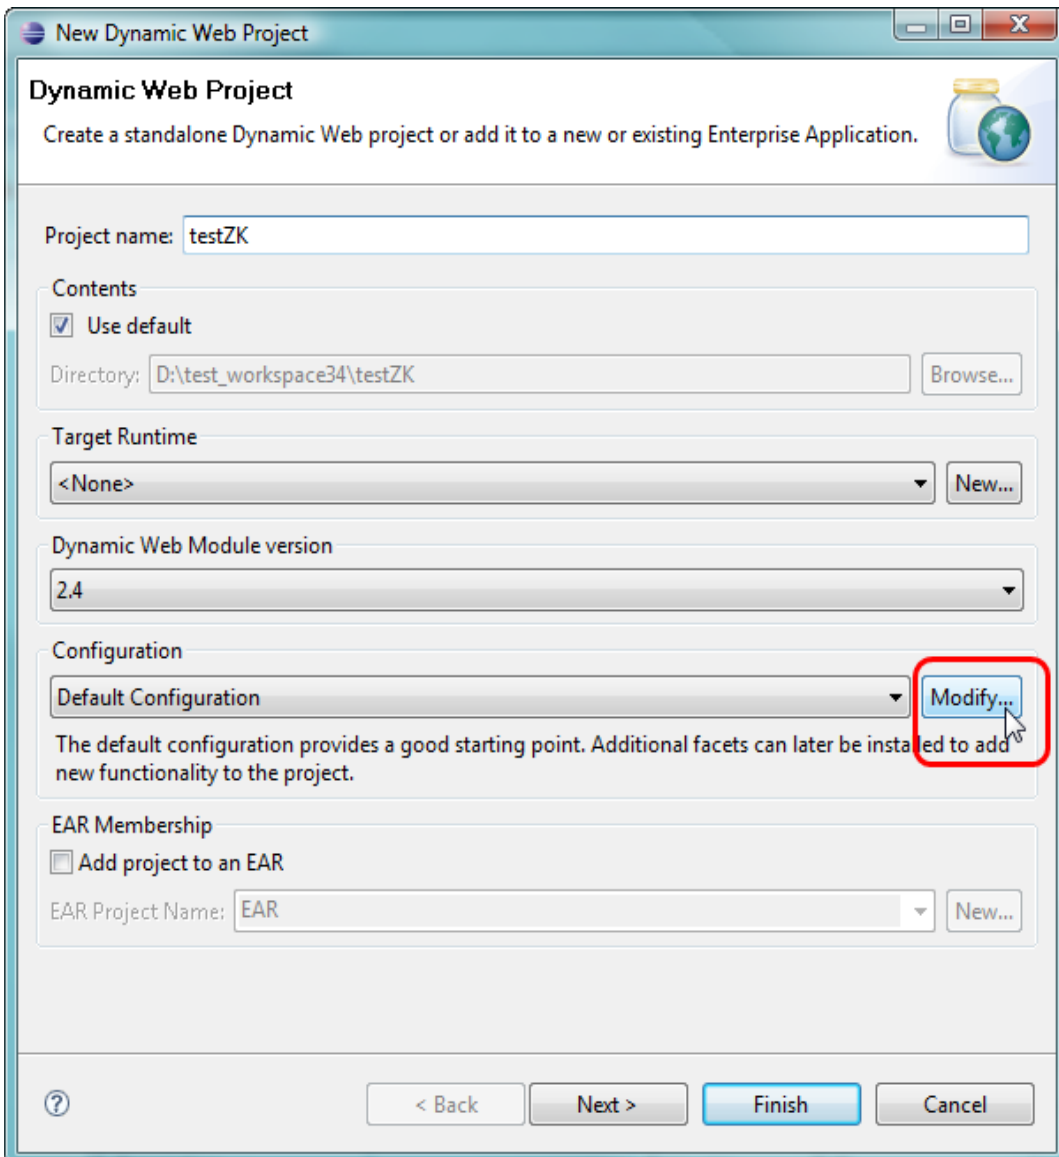 New Dynamic Web Project
Dynamic Web Project
Create a standalone Dynamic Web project or add it to a new or existing Enterprise Application.
Project name: testZK
Contents
Use default
Directory: D:\test_workspace34\testZK Browse...
Target Runtime
<None> New...
Dynamic Web Module version
2.4
Configuration
Default Configuration Modify...
The default configuration provides a good starting point. Additional facets can later be installed to add
new functionality to the project.
EAR Membership
Add project to an EAR
EAR Project Name: EAR New...
? < Back Next > Finish Cancel